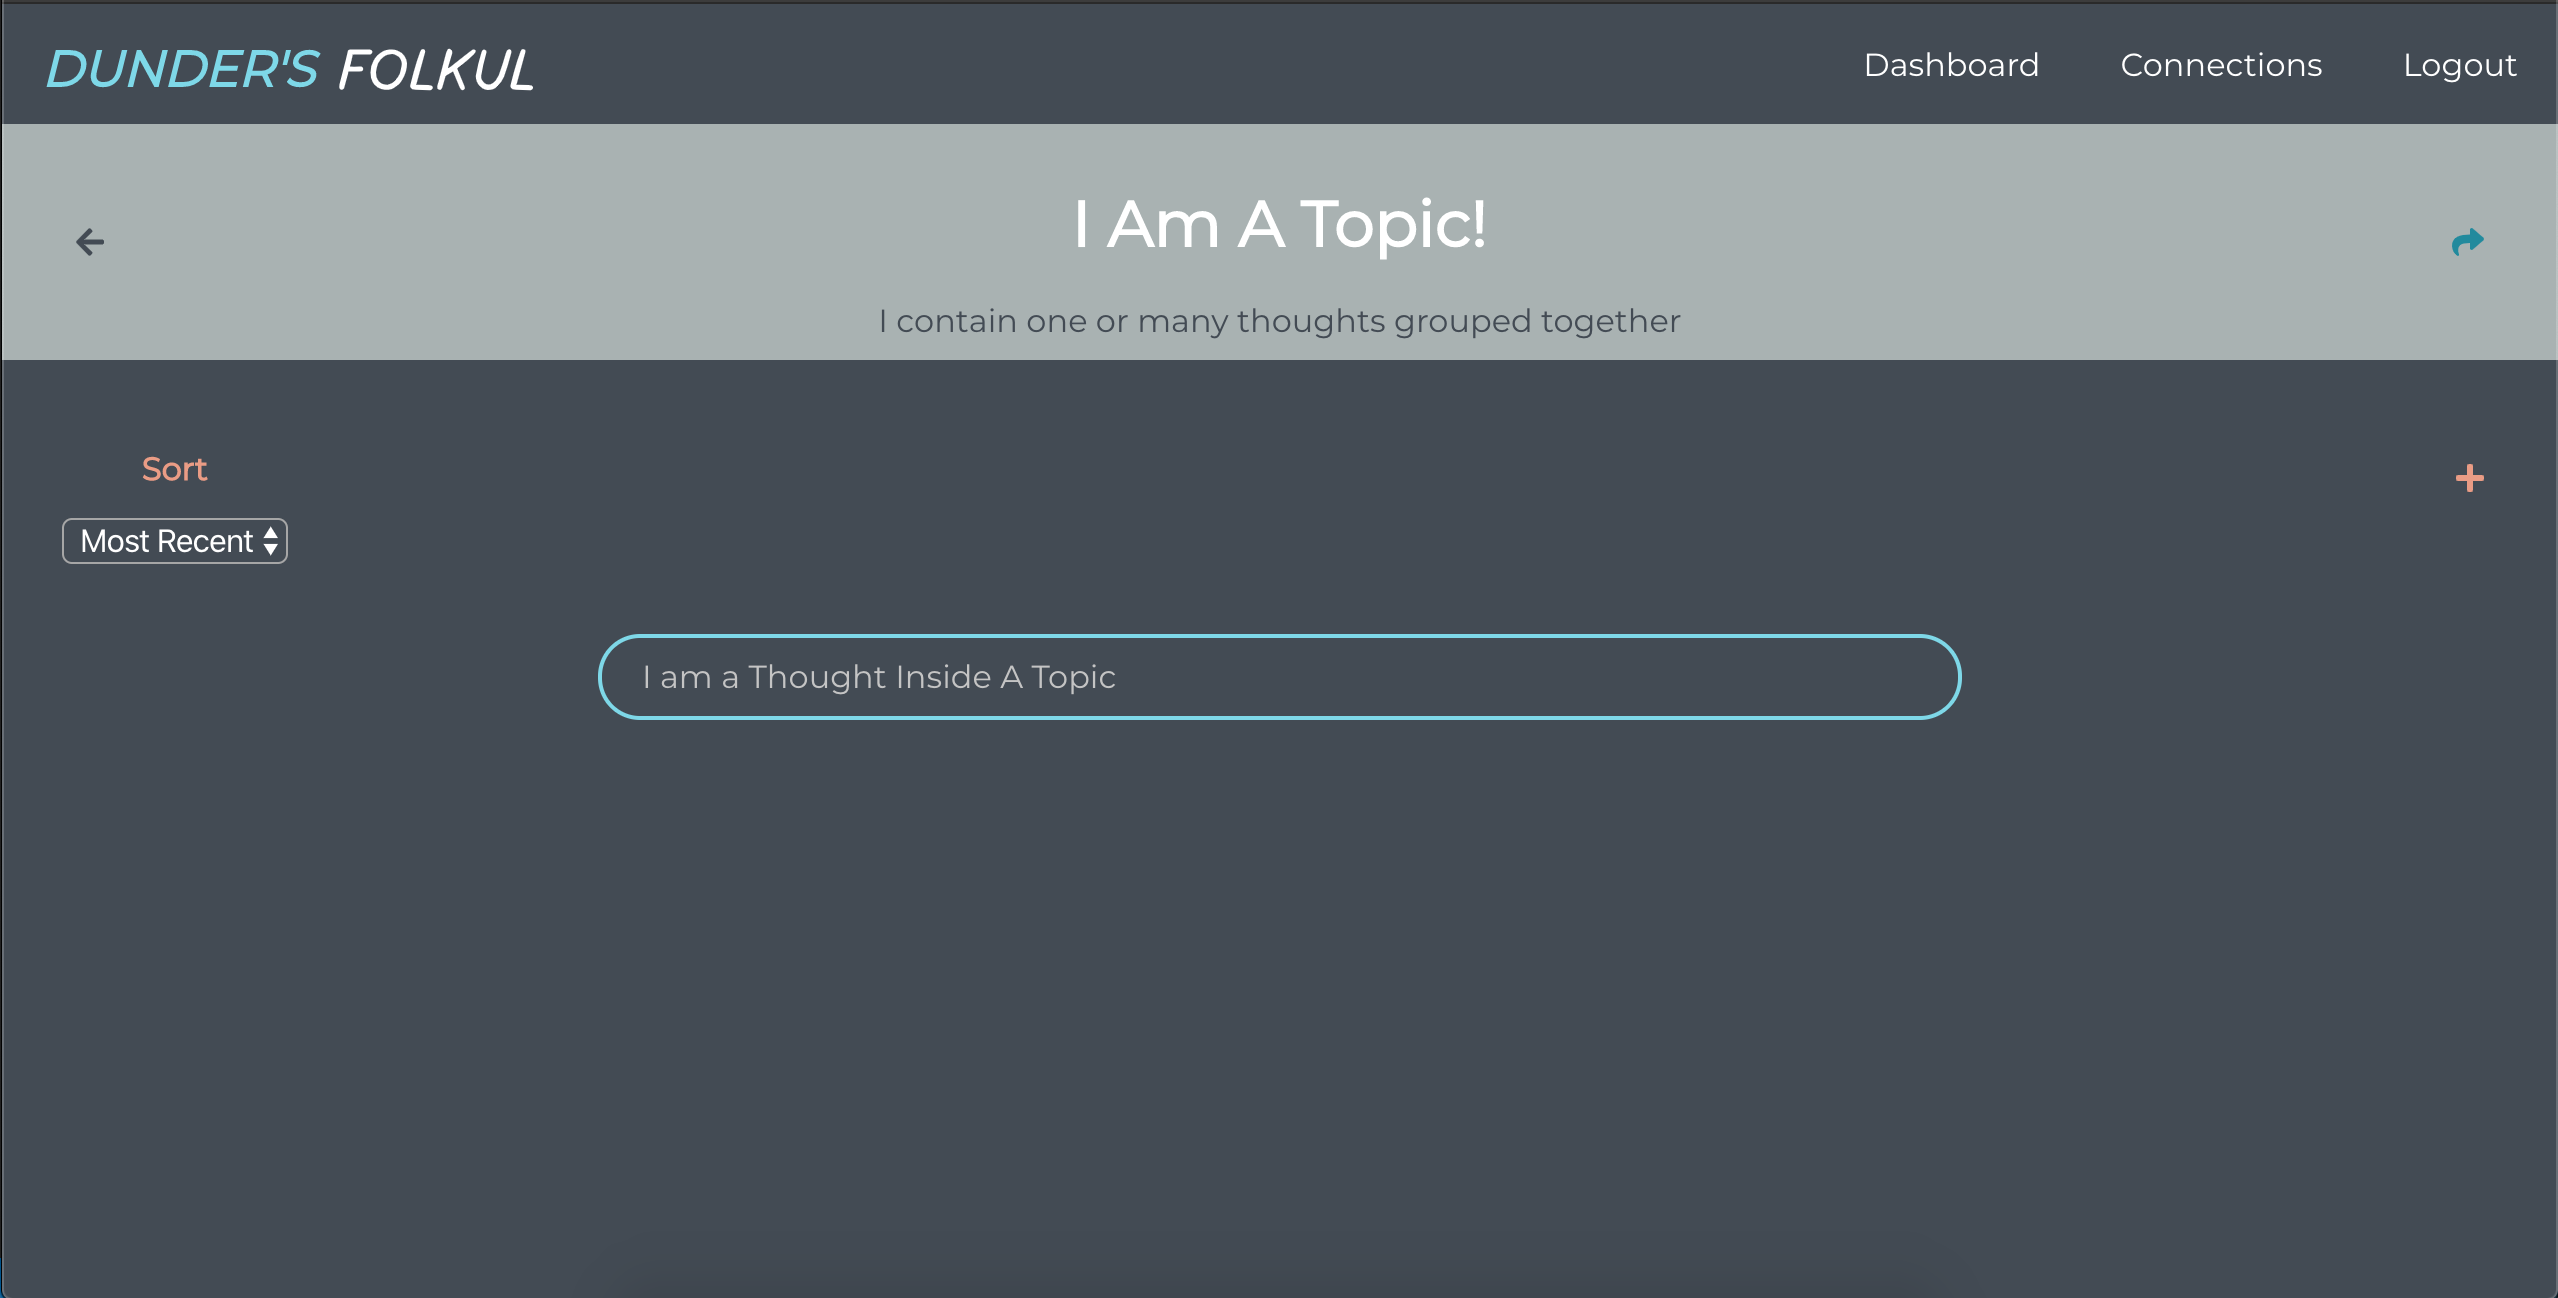 DUNDER'S FOLKUL
Dashboard
Connections
Logout
I Am A Topic!
I contain one or many thoughts grouped together
Sort
Most Recent
I am a Thought Inside A Topic